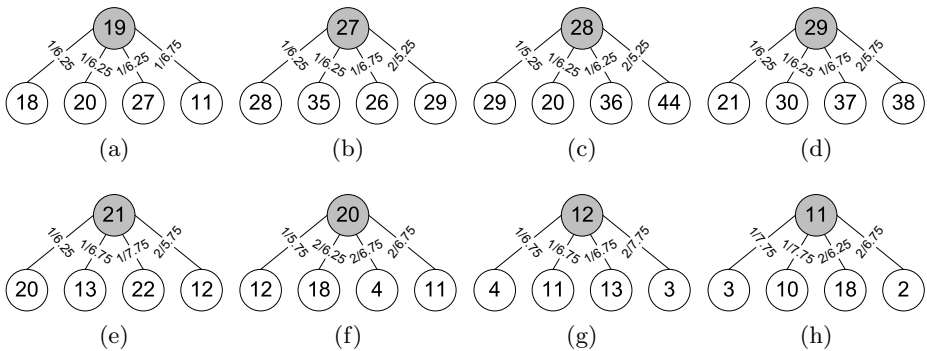 19 27 28 29
1/6.25 1/6.25 1/6.25 1/6.75 1/6.25 1/6.25 1/6.75 2/5.25 1/5.25 1/6.25 1/6.25 2/5.25 1/6.25 1/6.25 1/6.75 2/5.75
18 20 27 11 28 35 26 29 29 20 36 44 21 30 37 38
(a) (b) (c) (d)
21 20 12 11
1/6.25 1/6.75 1/7.75 2/5.75 1/5.75 2/6.25 2/6.75 2/6.75 1/6.75 1/6.75 1/6.75 2/7.75 1/7.75 1/7.75 2/6.25 2/6.75
20 13 22 12 12 18 4 11 4 11 13 3 3 10 18 2
(e) (f) (g) (h)